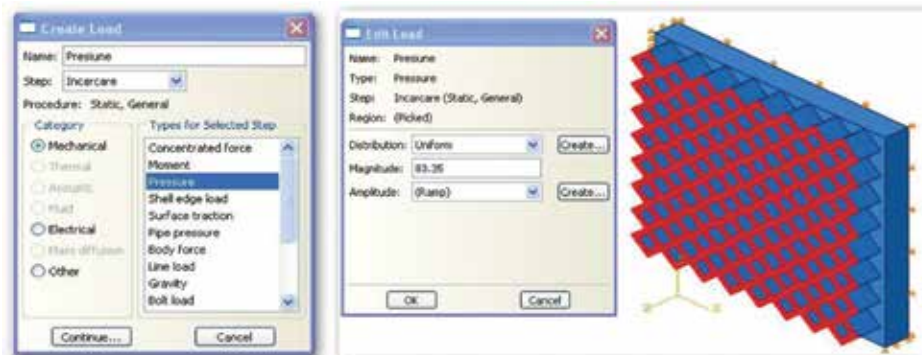 Create Load
Name: Presiune
Step: Incarcare
Procedure: Static, General
Category
Mechanical
Thermal
Acoustic
Fluid
Electrical
Mass diffusion
Other
Types for Selected Step
Concentrated force
Moment
Pressure
Shell edge load
Surface traction
Pipe pressure
Body force
Line load
Gravity
Bolt load
Continue...
Cancel
Edit Load
Name: Presiune
Type: Pressure
Step: Incarcare (Static, General)
Region: (Picked)
Distribution: Uniform
Create...
Magnitude: 83.35
Amplitude: (Ramp)
Create...
OK
Cancel